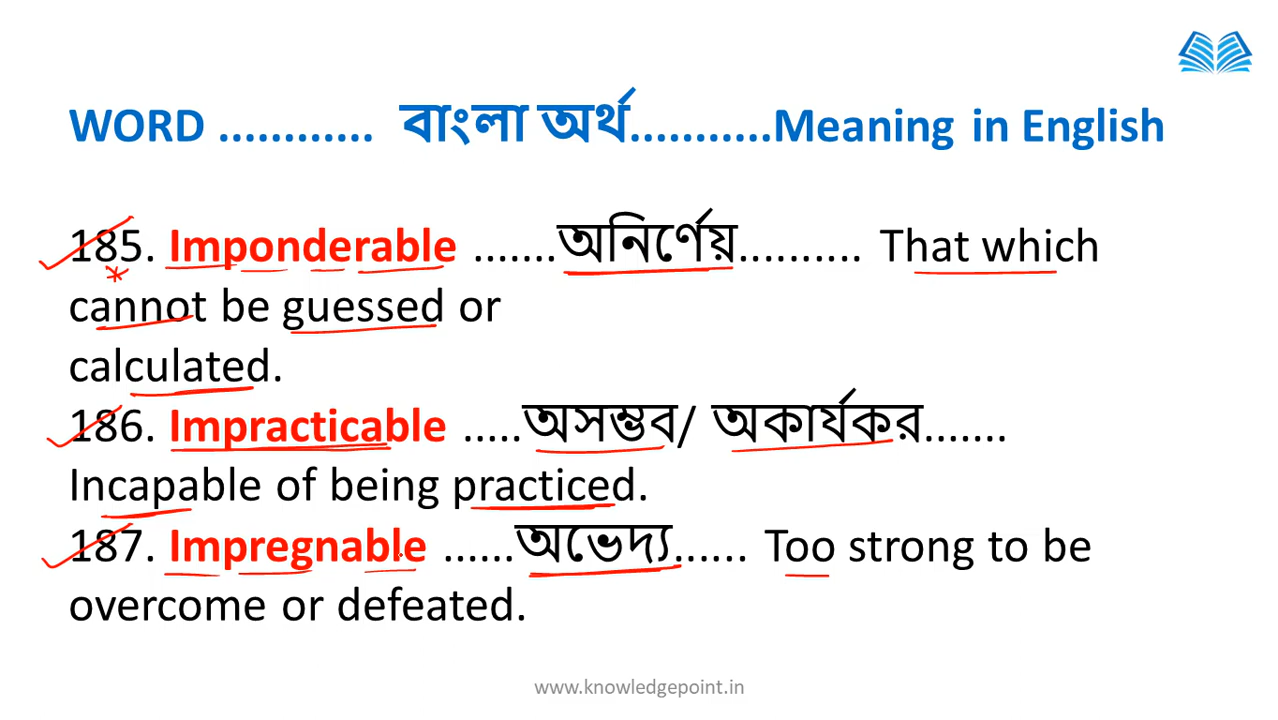 WORD ............ বাংলা অর্থ...........Meaning in English
185. Imponderable .......অনির্ণেয়.......... That which
cannot be guessed or
calculated.
186. Impracticable .....অসম্ভব/ অকার্যকর.......
Incapable of being practiced.
187. Impregnable ......অভেদ্য...... Too strong to be
overcome or defeated.
www.knowledgepoint.in